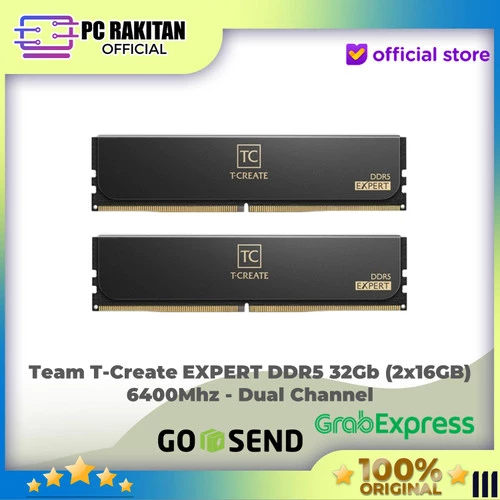 PC RAKITAN
OFFICIAL
official store
TC
T-CREATE
DDR5
EXPERT
TC
T-CREATE
DDR5
EXPERT
Team T-Create EXPERT DDR5 32Gb (2x16GB)
6400Mhz - Dual Channel
GO SEND
GrabExpress
100%
ORIGINAL